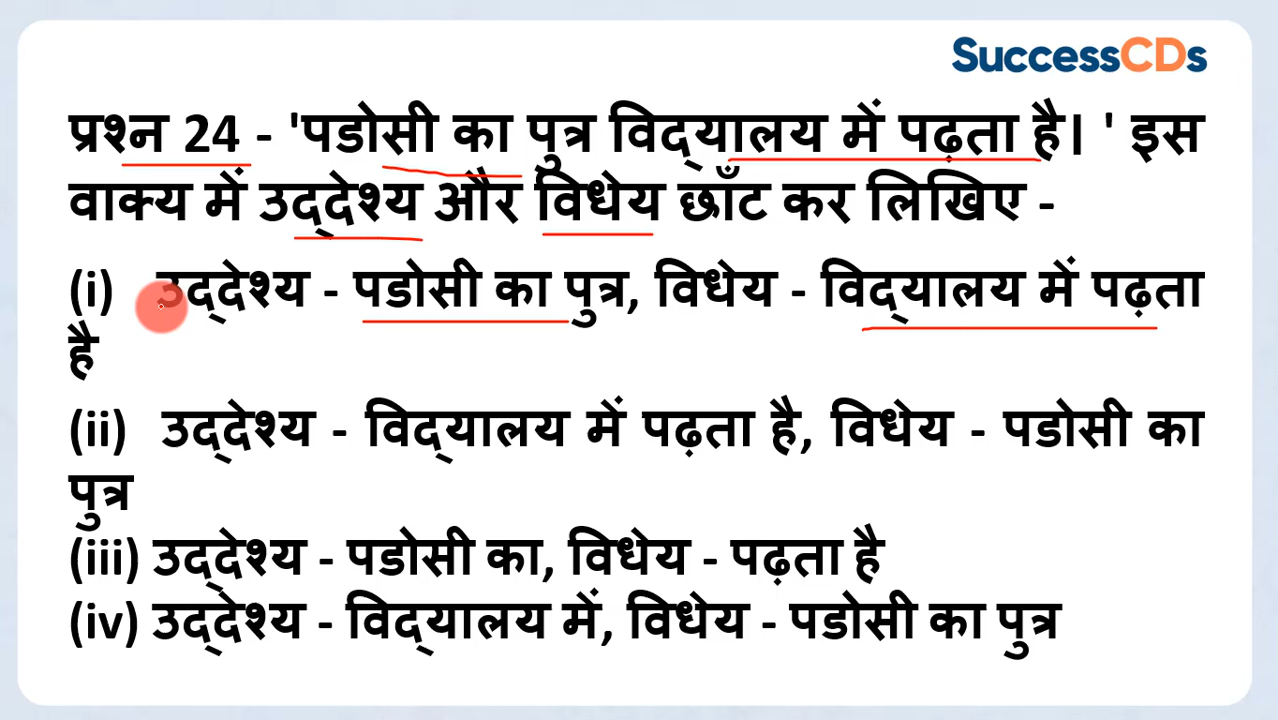 SuccessCDs
प्रश्न 24 - 'पडोसी का पुत्र विद्यालय में पढ़ता है। ' इस
वाक्य में उद्देश्य और विधेय छाँट कर लिखिए -
(i) उद्देश्य - पडोसी का पुत्र, विधेय - विद्यालय में पढ़ता
है
(ii) उद्देश्य - विद्यालय में पढ़ता है, विधेय - पडोसी का
पुत्र
(iii) उद्देश्य - पडोसी का, विधेय - पढ़ता है
(iv) उद्देश्य - विद्यालय में, विधेय - पडोसी का पुत्र